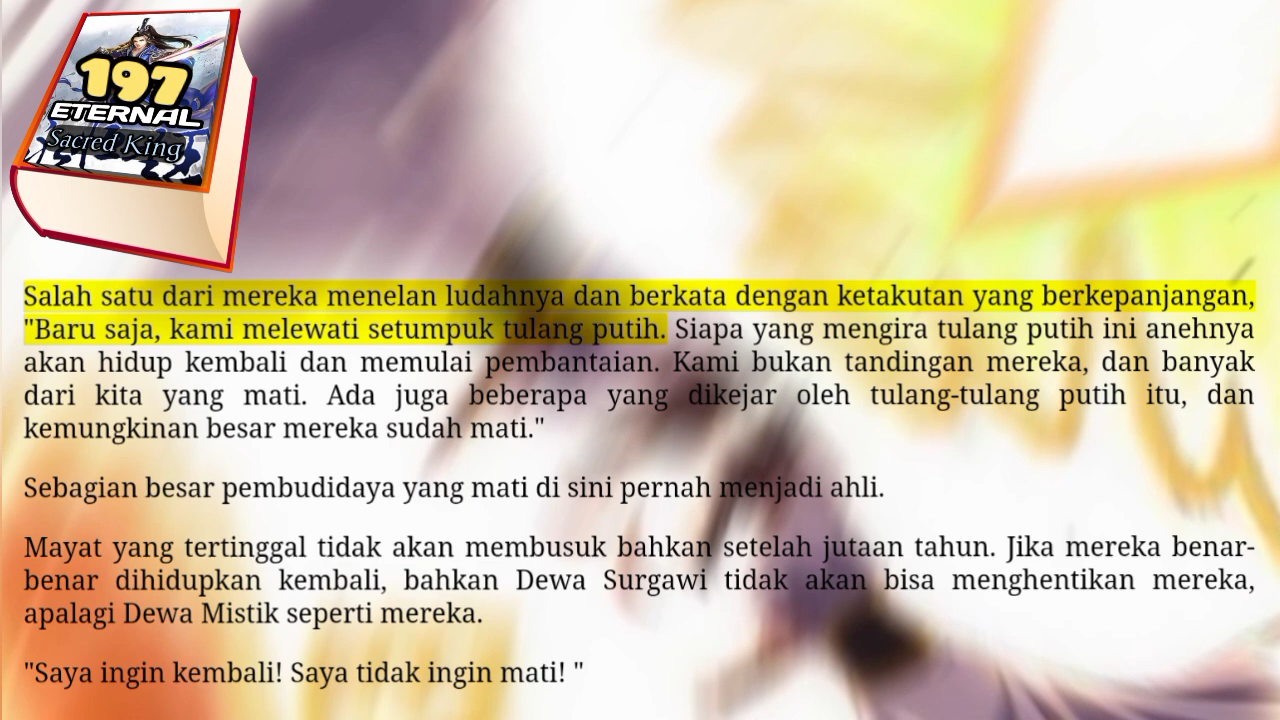 197
ETERNAL
Sacred King
Salah satu dari mereka menelan ludahnya dan berkata dengan ketakutan yang berkepanjangan,
"Baru saja, kami melewati setumpuk tulang putih. Siapa yang mengira tulang putih ini anehnya
akan hidup kembali dan memulai pembantaian. Kami bukan tandingan mereka, dan banyak
dari kita yang mati. Ada juga beberapa yang dikejar oleh tulang-tulang putih itu, dan
kemungkinan besar mereka sudah mati."
Sebagian besar pembudidaya yang mati di sini pernah menjadi ahli.
Mayat yang tertinggal tidak akan membusuk bahkan setelah jutaan tahun. Jika mereka benar-
benar dihidupkan kembali, bahkan Dewa Surgawi tidak akan bisa menghentikan mereka,
apalagi Dewa Mistik seperti mereka.
"Saya ingin kembali! Saya tidak ingin mati! "